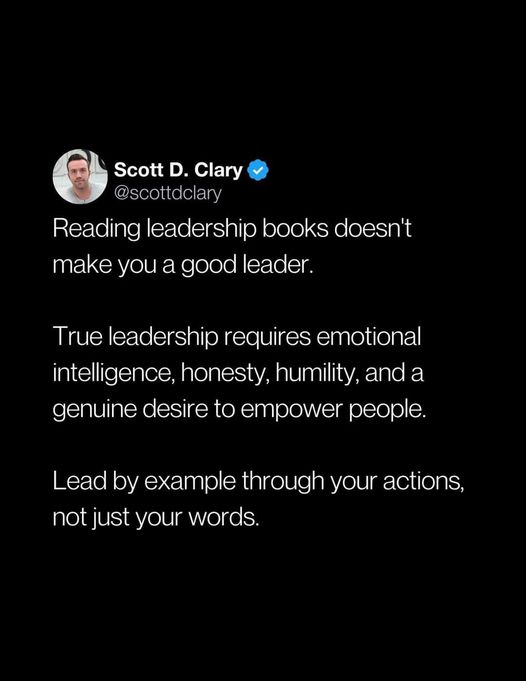 Scott D. Clary
@scottdclary
Reading leadership books doesn't
make you a good leader.
True leadership requires emotional
intelligence, honesty, humility, and a
genuine desire to empower people.
Lead by example through your actions,
not just your words.